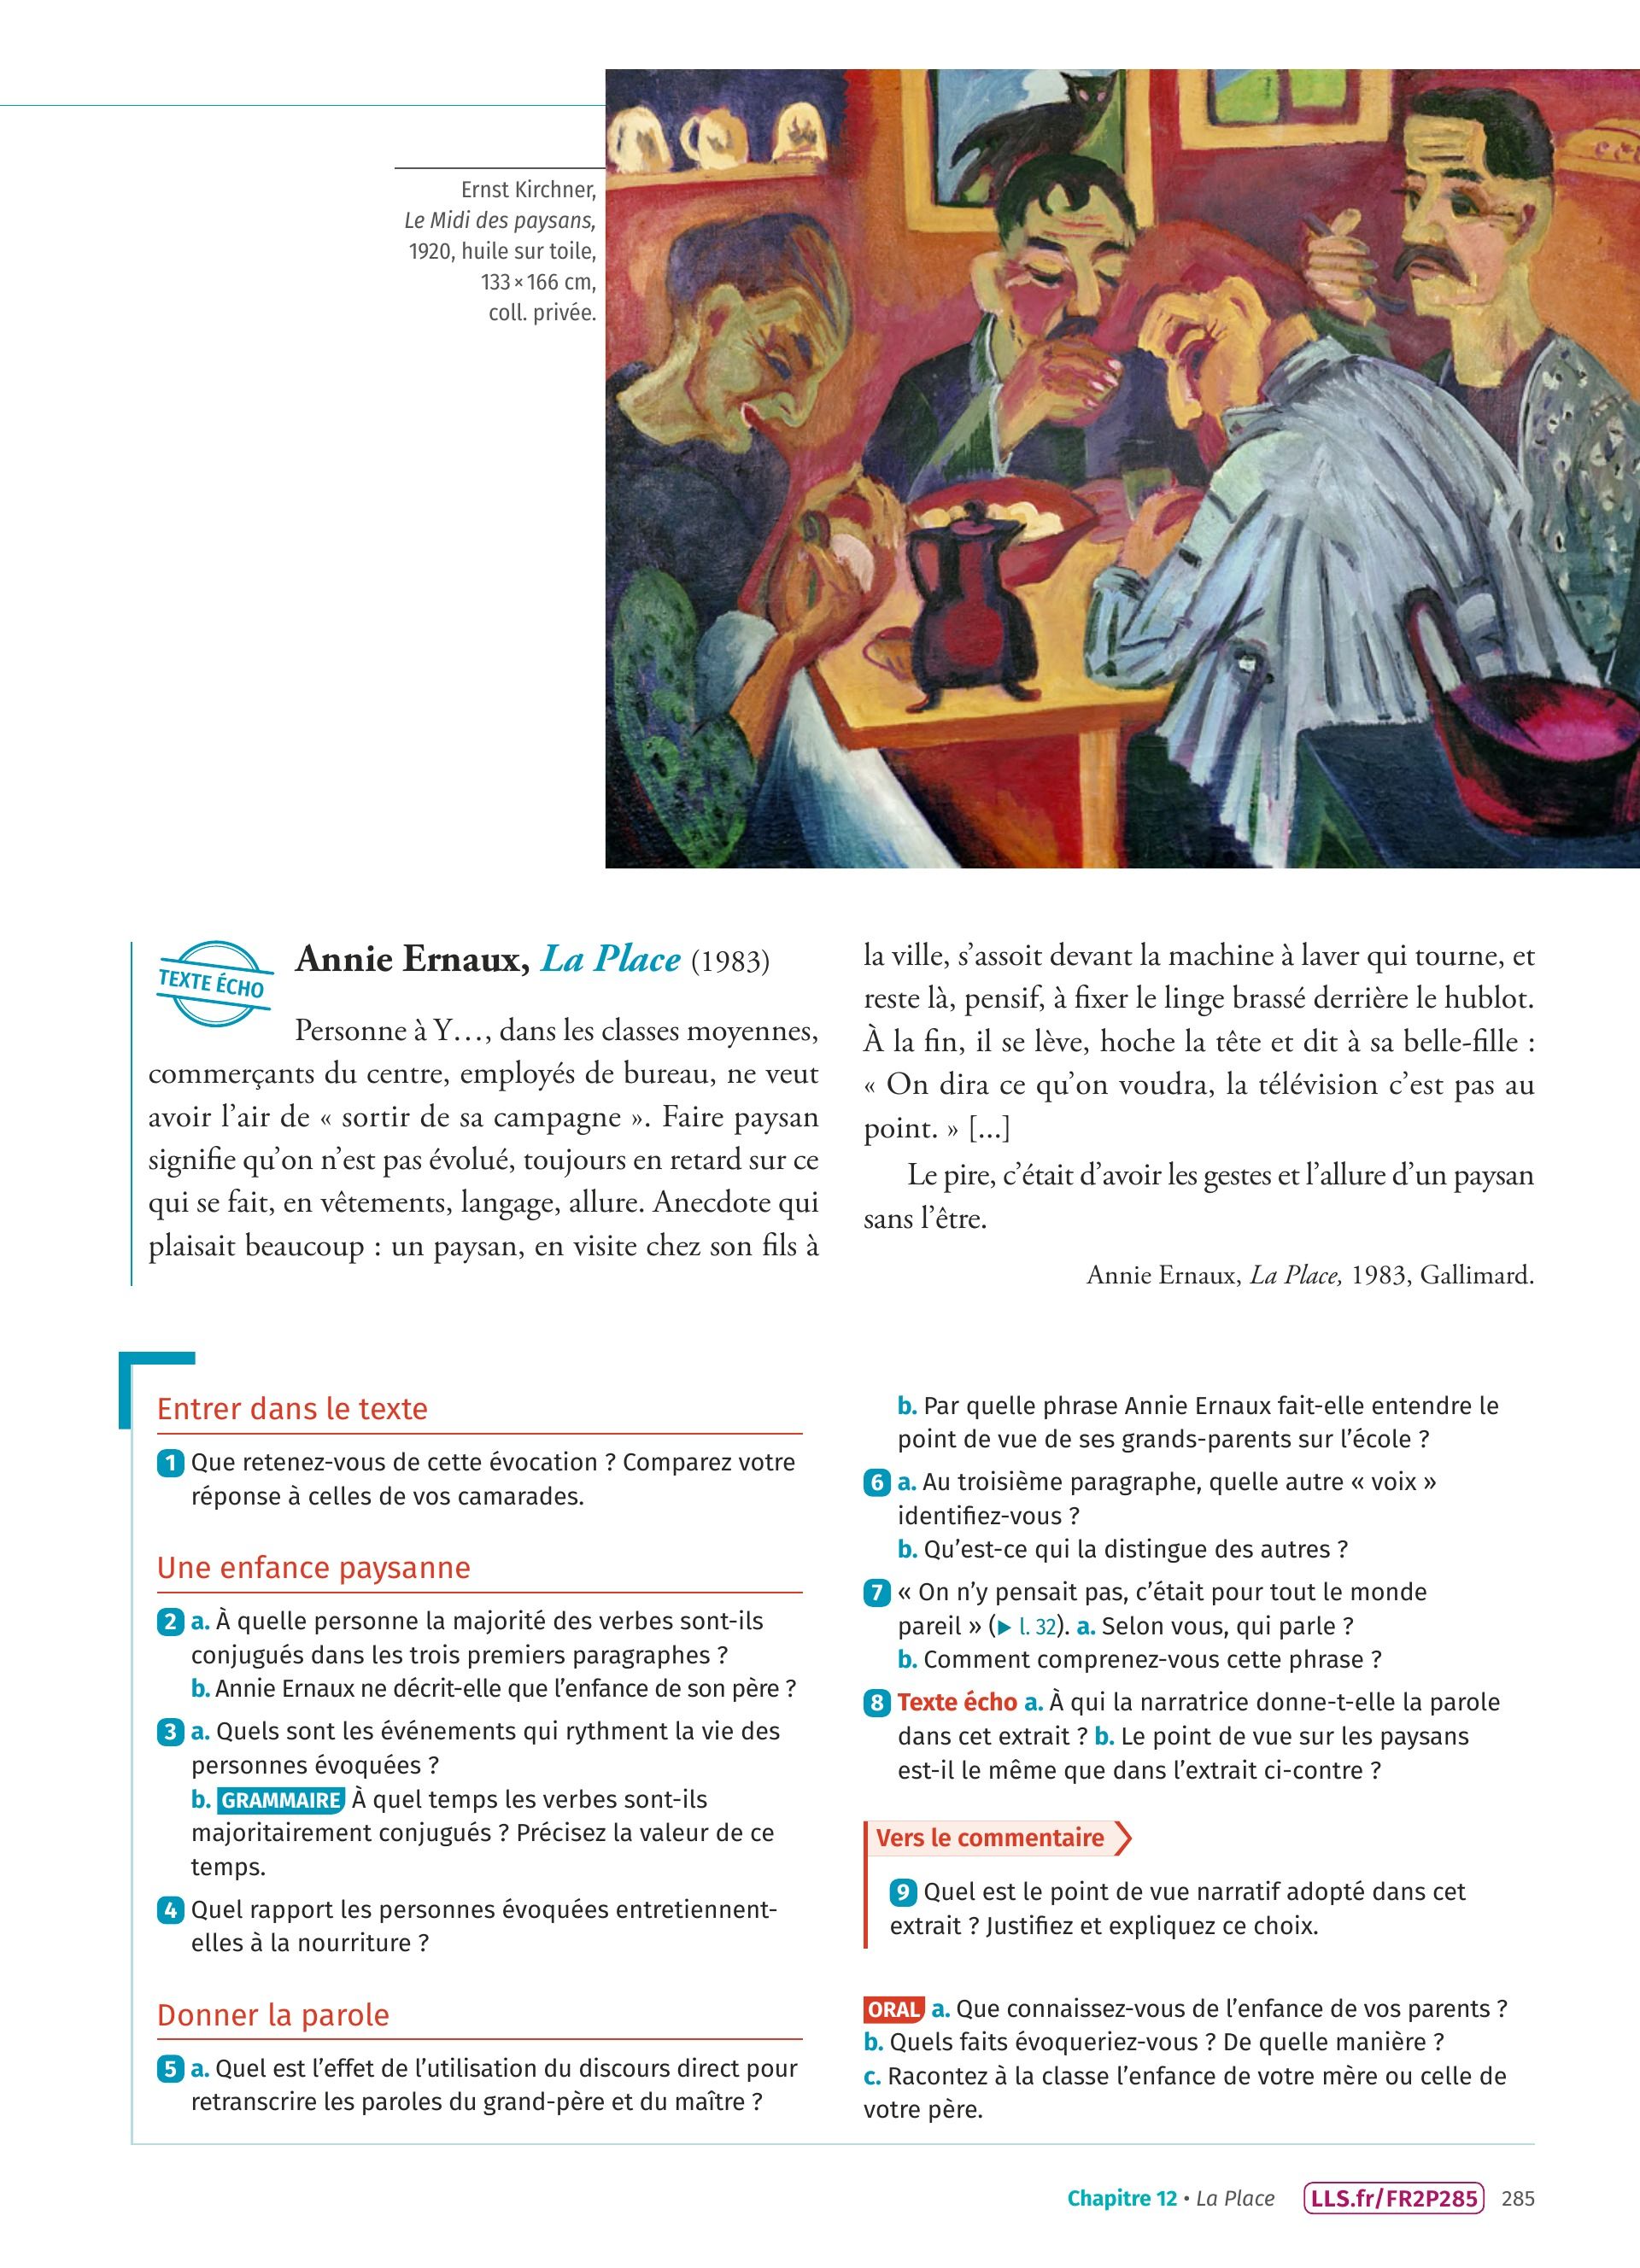 Ernst Kirchner,
Le Midi des paysans,
1920, huile sur toile,
133 × 166 cm,
coll. privée.
TEXTE ÉCHO
Annie Ernaux, La Place (1983)
Personne à Y…, dans les classes moyennes,
commerçants du centre, employés de bureau, ne veut
avoir l’air de « sortir de sa campagne ». Faire paysan
signifie qu’on n’est pas évolué, toujours en retard sur ce
qui se fait, en vêtements, langage, allure. Anecdote qui
plaisait beaucoup : un paysan, en visite chez son fils à
la ville, s’assoit devant la machine à laver qui tourne, et
reste là, pensif, à fixer le linge brassé derrière le hublot.
À la fin, il se lève, hoche la tête et dit à sa belle-fille :
« On dira ce qu’on voudra, la télévision c’est pas au
point. » [...]
Le pire, c’était d’avoir les gestes et l’allure d’un paysan
sans l’être.
Annie Ernaux, La Place, 1983, Gallimard.
Entrer dans le texte
1 Que retenez-vous de cette évocation ? Comparez votre
réponse à celles de vos camarades.
Une enfance paysanne
2 a. À quelle personne la majorité des verbes sont-ils
conjugués dans les trois premiers paragraphes ?
b. Annie Ernaux ne décrit-elle que l’enfance de son père ?
3 a. Quels sont les événements qui rythment la vie des
personnes évoquées ?
b. GRAMMAIRE À quel temps les verbes sont-ils
majoritairement conjugués ? Précisez la valeur de ce
temps.
4 Quel rapport les personnes évoquées entretiennent-
elles à la nourriture ?
Donner la parole
5 a. Quel est l’effet de l’utilisation du discours direct pour
retranscrire les paroles du grand-père et du maître ?
b. Par quelle phrase Annie Ernaux fait-elle entendre le
point de vue de ses grands-parents sur l’école ?
6 a. Au troisième paragraphe, quelle autre « voix »
identifiez-vous ?
b. Qu’est-ce qui la distingue des autres ?
7 « On n’y pensait pas, c’était pour tout le monde
pareil » (▶ l. 32). a. Selon vous, qui parle ?
b. Comment comprenez-vous cette phrase ?
8 Texte écho a. À qui la narratrice donne-t-elle la parole
dans cet extrait ? b. Le point de vue sur les paysans
est-il le même que dans l’extrait ci-contre ?
Vers le commentaire
9 Quel est le point de vue narratif adopté dans cet
extrait ? Justifiez et expliquez ce choix.
ORAL a. Que connaissez-vous de l’enfance de vos parents ?
b. Quels faits évoqueriez-vous ? De quelle manière ?
c. Racontez à la classe l’enfance de votre mère ou celle de
votre père.
Chapitre 12 • La Place LLS.fr/FR2P285 285